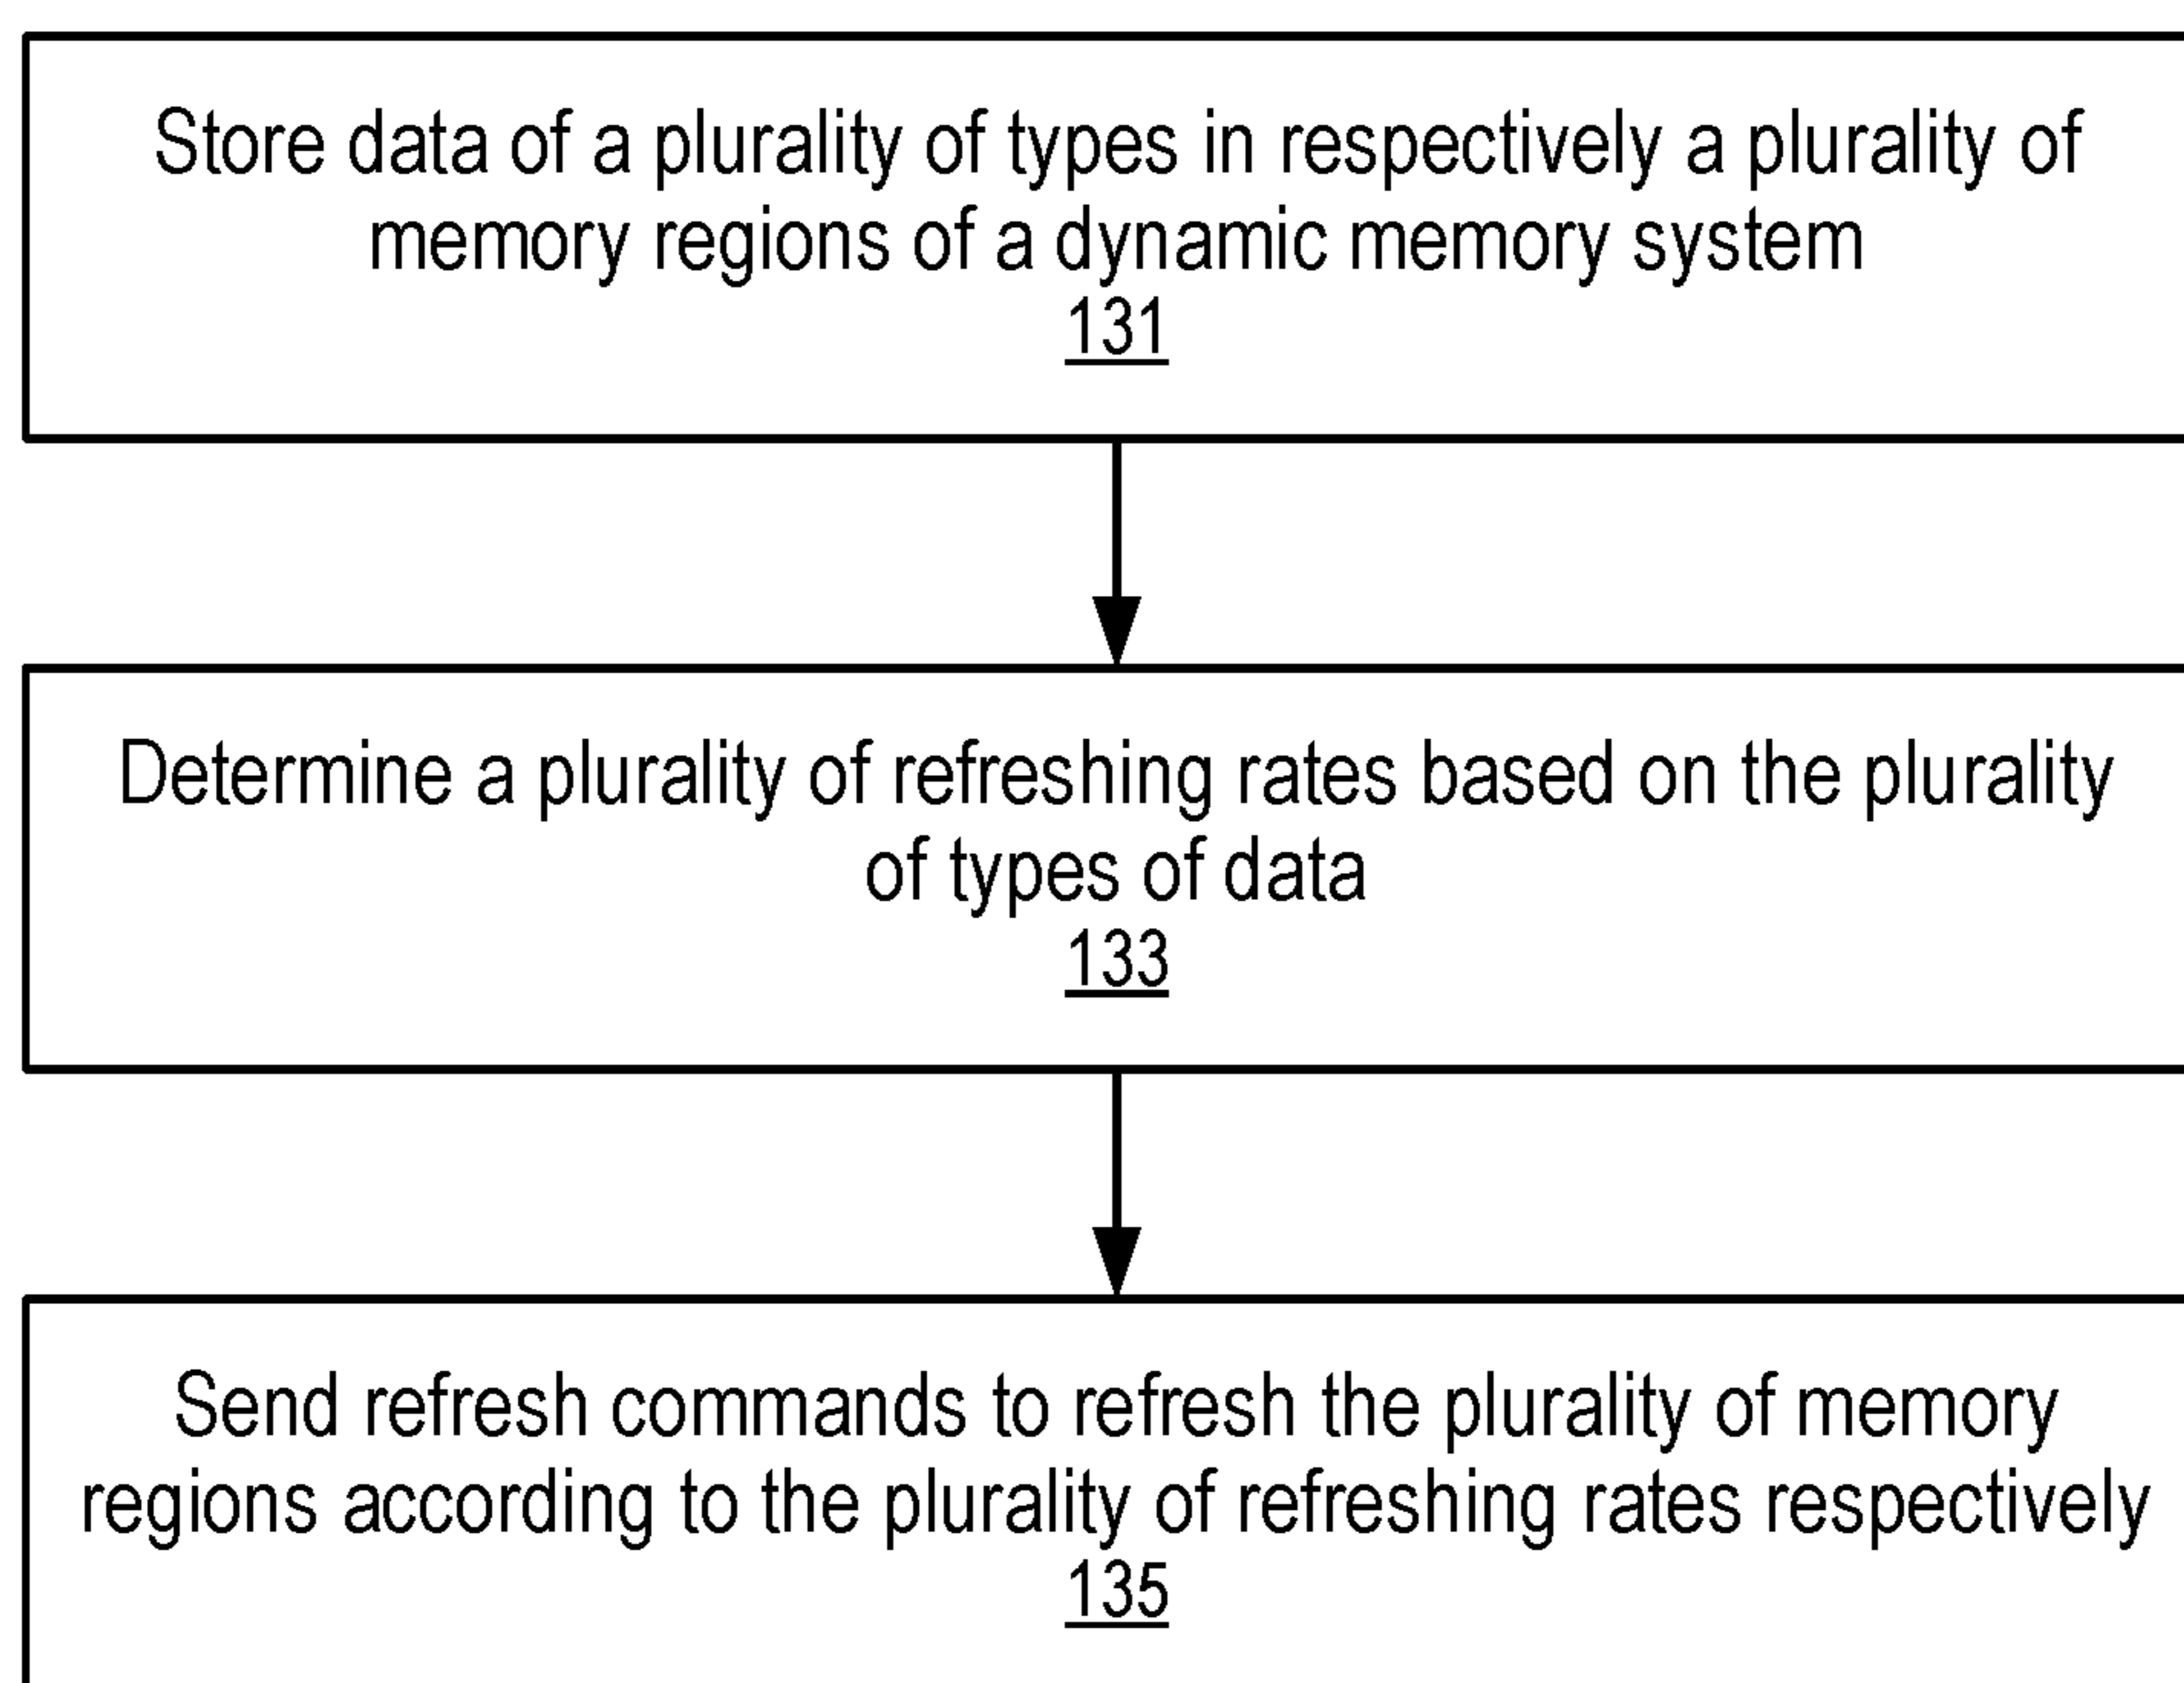 Store data of a plurality of types in respectively a plurality of
memory regions of a dynamic memory system
131
Determine a plurality of refreshing rates based on the plurality
of types of data
133
Send refresh commands to refresh the plurality of memory
regions according to the plurality of refreshing rates respectively
135